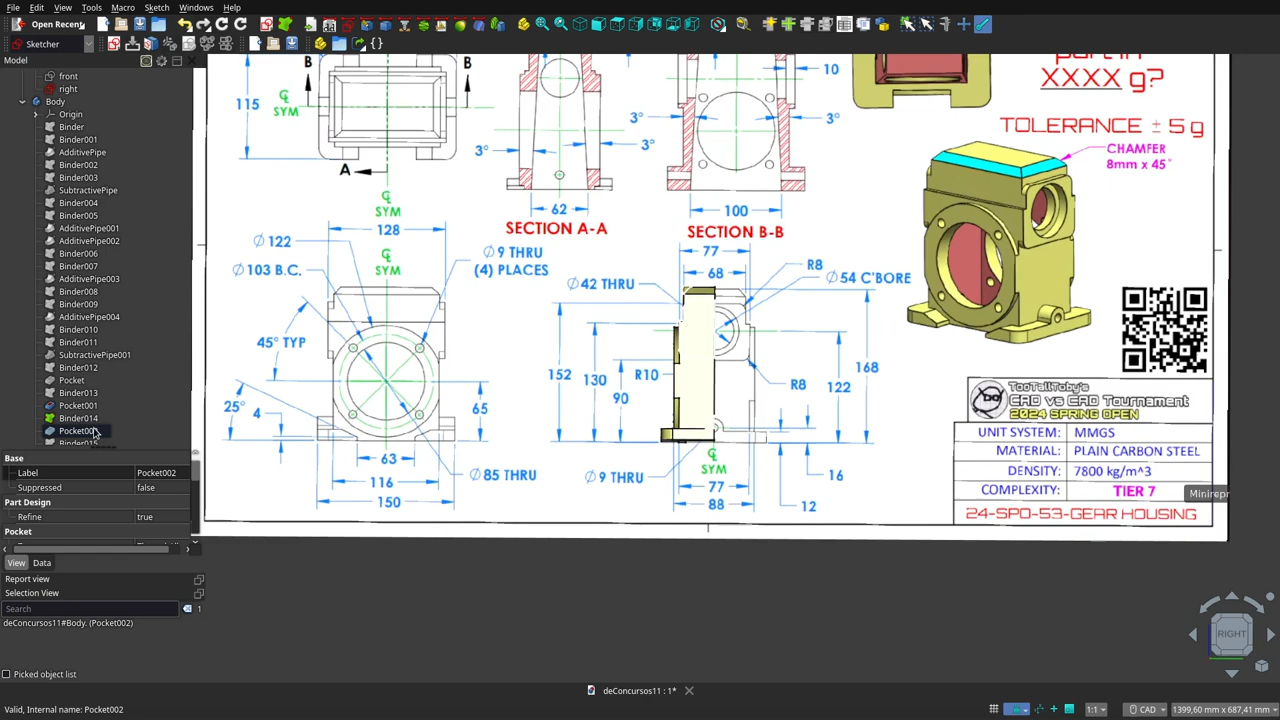 File Edit View Tools Macro Sketch Windows Help
Open Recent
Sketcher
Model
front
right
Body
Origin
Binder
Binder001
AdditivePipe
Binder002
Binder003
SubtractivePipe
Binder004
Binder005
AdditivePipe001
AdditivePipe002
Binder006
Binder007
AdditivePipe003
Binder008
Binder009
AdditivePipe004
Binder010
Binder011
SubtractivePipe001
Binder012
Pocket
Binder013
Pocket001
Binder014
Base
Label Pocket002
Suppressed false
Part Design
Refine true
Pocket
View Data
Report view
Selection View
Search 1
deConcursos11#Body. (Pocket002)
Picked object list
Valid, Internal name: Pocket002
B B
115
℄
SYM
A
3° 3°
62
SECTION A-A
10
3° 3°
100
SECTION B-B
part in
XXXX g?
TOLERANCE ± 5 g
CHAMFER
8mm x 45°
℄
SYM
128
℄
SYM
Ø 122
Ø 103 B.C.
Ø 9 THRU
(4) PLACES
45° TYP
25° 4
65
63
116
150
Ø 85 THRU
77
68
R8
Ø 54 C'BORE
Ø 42 THRU
152
130
90
R10
R8
168
122
℄
SYM
Ø 9 THRU
77
88
16
12
TooTallToby's
CAD vs CAD Tournament
2024 SPRING OPEN
UNIT SYSTEM: MMGS
MATERIAL: PLAIN CARBON STEEL
DENSITY: 7800 kg/m^3
COMPLEXITY: TIER 7
24-SPO-53-GEAR HOUSING
RIGHT
deConcursos11 : 1*
1:1 CAD 1399,60 mm x 687,41 mm